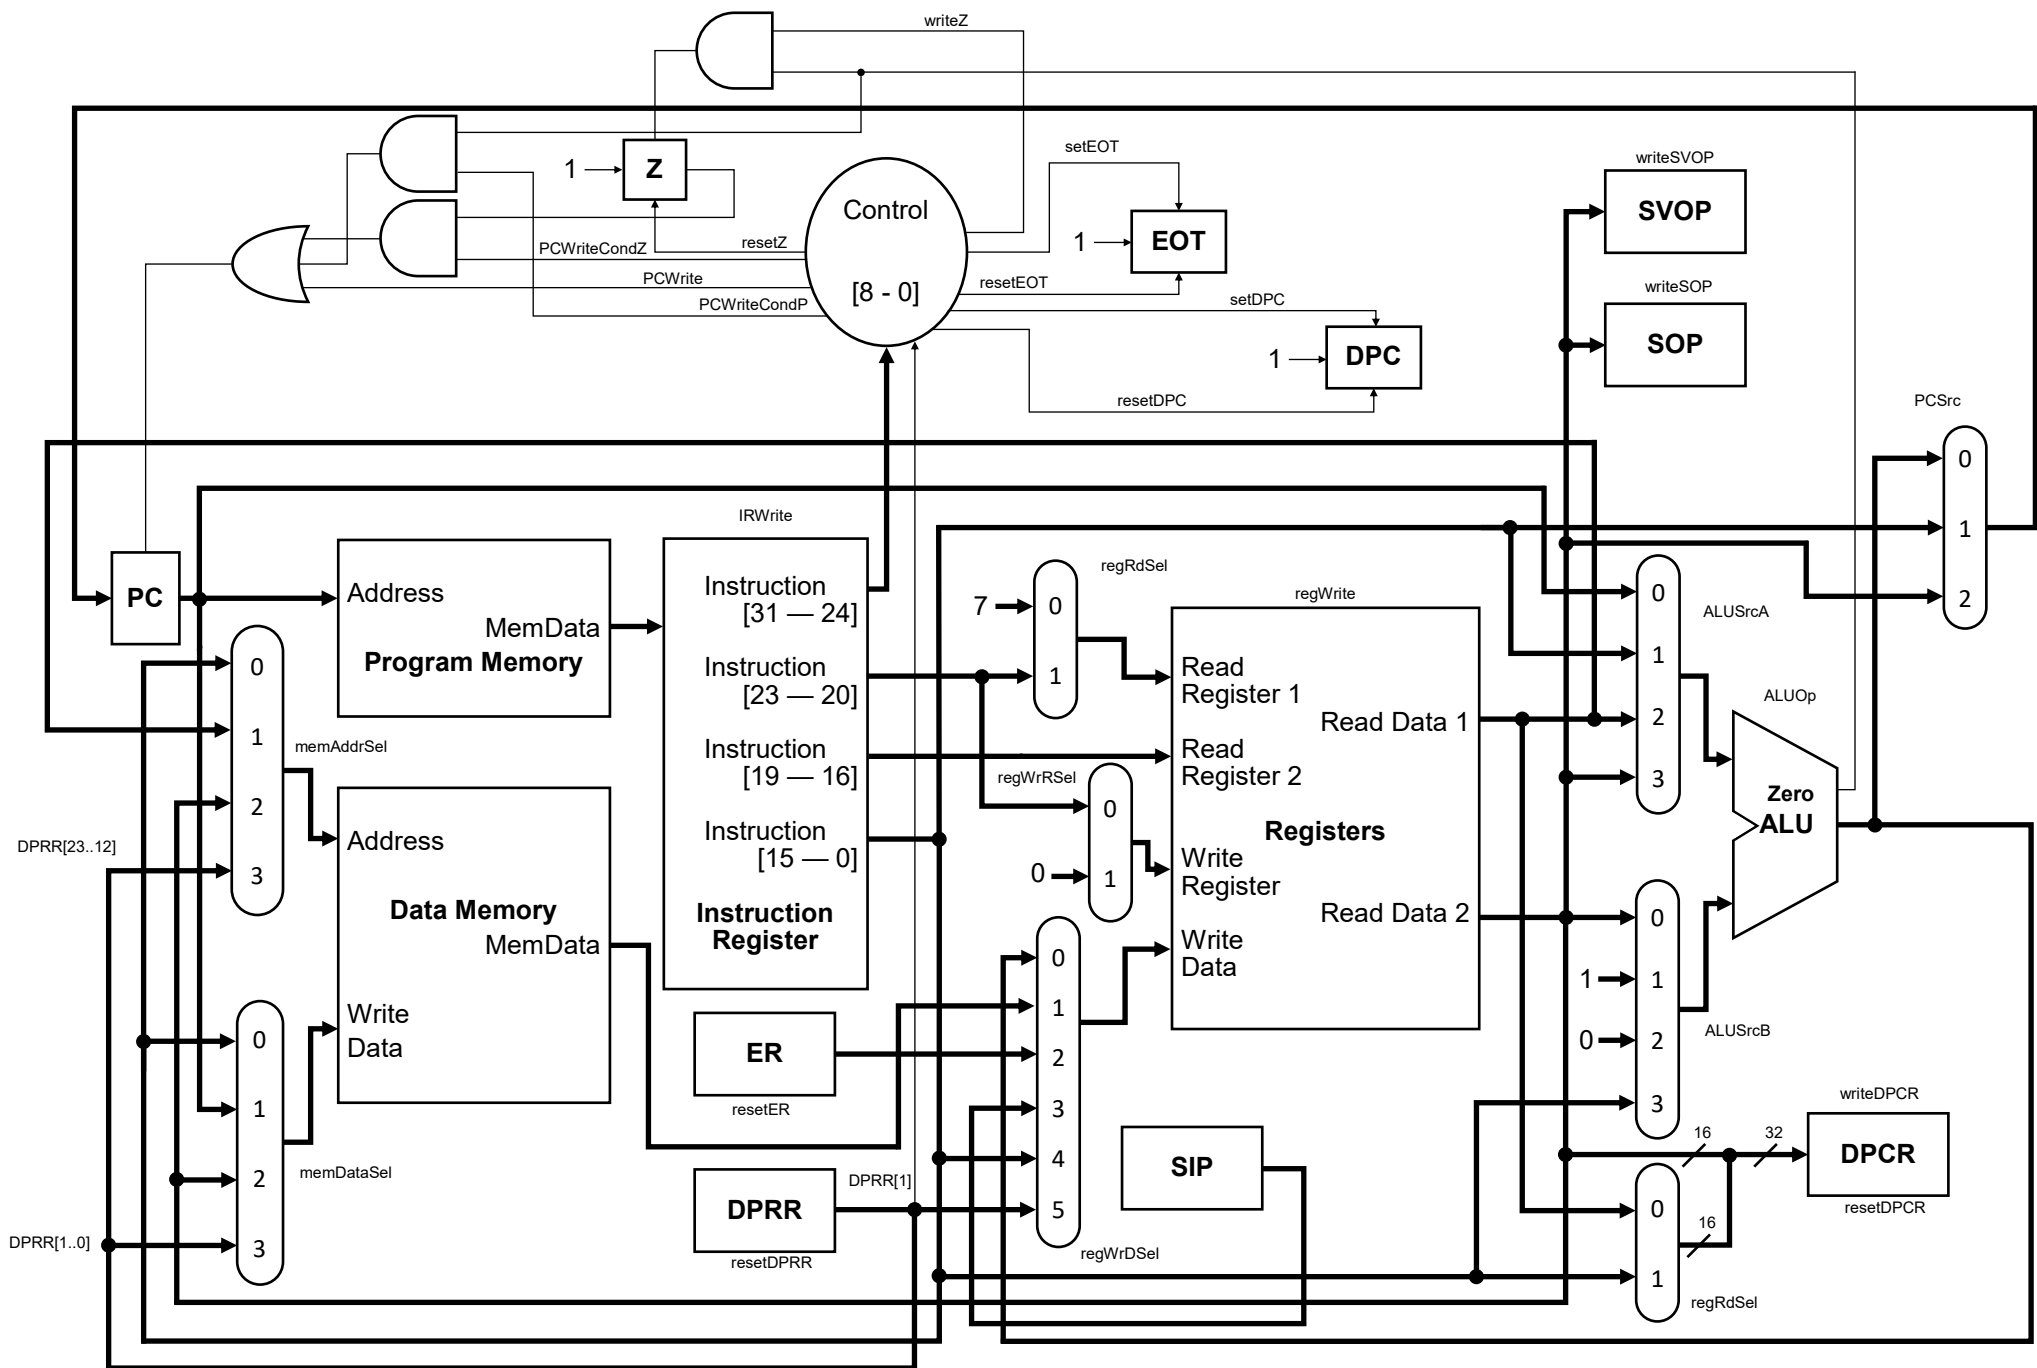 writeZ
setEOT
writeSVOP
1
Z
Control
[8 - 0]
1
EOT
SVOP
PCWriteCondZ
resetZ
PCWrite
resetEOT
PCWriteCondP
setDPC
writeSOP
1
DPC
SOP
resetDPC
PCSrc
0
1
2
IRWrite
PC
Address
MemData
Program Memory
Instruction
[31 — 24]
Instruction
[23 — 20]
Instruction
[19 — 16]
Instruction
[15 — 0]
Instruction
Register
regRdSel
7
0
1
regWrite
Read
Register 1
Read Data 1
Read
Register 2
Registers
Write
Register
Read Data 2
Write
Data
regWrRSel
0
0
1
ALUSrcA
0
1
2
3
ALUOp
Zero
ALU
memAddrSel
0
1
2
3
DPRR[23..12]
Address
Data Memory
MemData
Write
Data
memDataSel
0
1
2
3
DPRR[1..0]
ER
resetER
DPRR
DPRR[1]
resetDPRR
0
1
2
3
4
5
regWrDSel
SIP
0
1
1
0
2
3
ALUSrcB
writeDPCR
16
32
DPCR
resetDPCR
0
16
1
regRdSel